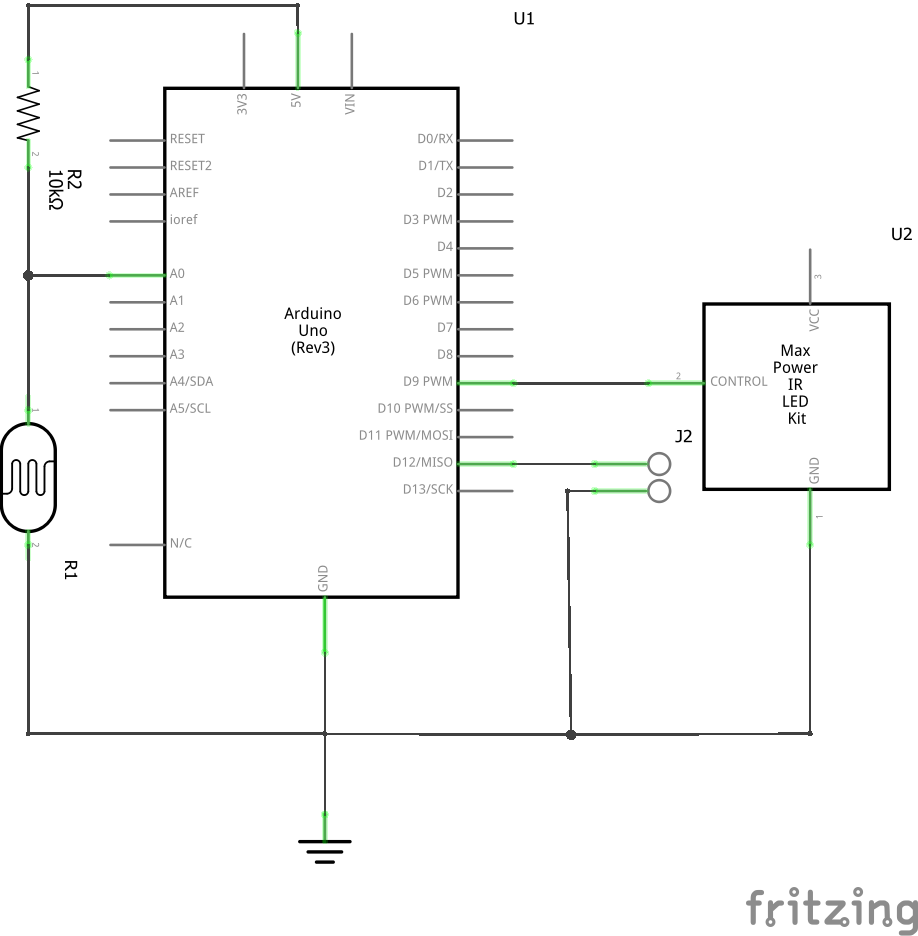 U1
1
3V3
5V
VIN
RESET
D0/RX
2
RESET2
D1/TX
R2
10kΩ
AREF
D2
ioref
D3 PWM
U2
D4
A0
D5 PWM
3
A1
D6 PWM
VCC
Arduino
Uno
(Rev3)
A2
D7
A3
D8
Max
Power
IR
LED
Kit
A4/SDA
D9 PWM
2
CONTROL
1
A5/SCL
D10 PWM/SS
D11 PWM/MOSI
J2
D12/MISO
GND
D13/SCK
1
2
N/C
R1
GND
fritzing